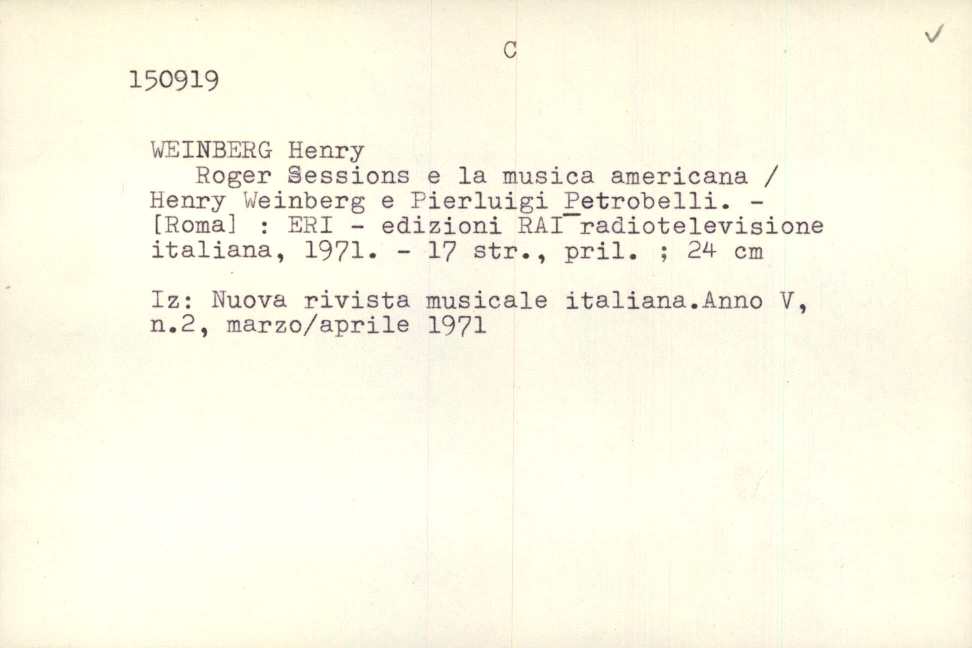 C
150919
WEINBERG Henry
Roger Sessions e la musica americana /
Henry Weinberg e Pierluigi Petrobelli. -
[Roma] : ERI - edizioni RAI radiotelevisione
italiana, 1971. - 17 str., pril. ; 24 cm
Iz: Nuova rivista musicale italiana.Anno V,
n.2, marzo/aprile 1971